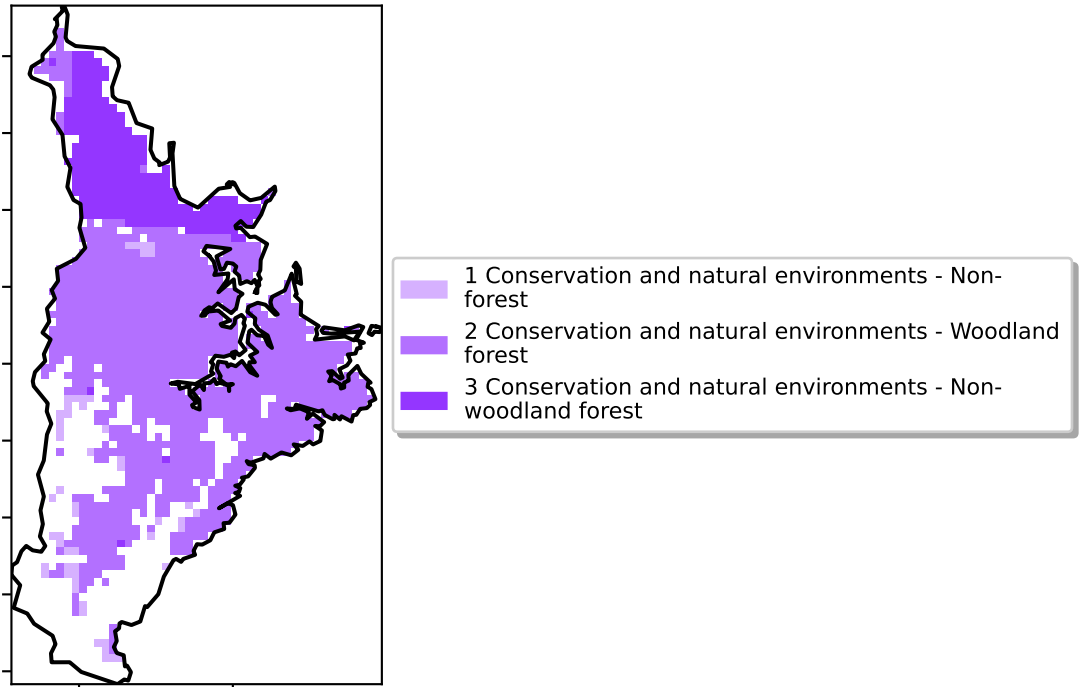 1 Conservation and natural environments - Non-
forest
2 Conservation and natural environments - Woodland
forest
3 Conservation and natural environments - Non-
woodland forest